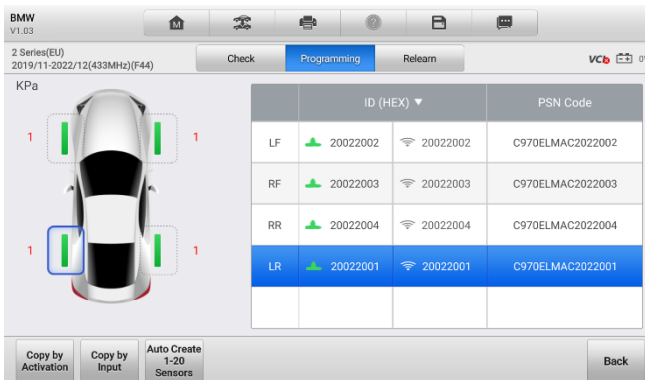 BMW
V1.03
M
?
2 Series(EU)
2019/11-2022/12(433MHz)(F44)
Check
Programming
Relearn
VCI
KPa
ID (HEX) ▼
PSN Code
1
1
LF
20022002
20022002
C970ELMAC2022002
RF
20022003
20022003
C970ELMAC2022003
RR
20022004
20022004
C970ELMAC2022004
1
1
LR
20022001
20022001
C970ELMAC2022001
Copy by
Activation
Copy by
Input
Auto Create
1-20
Sensors
Back